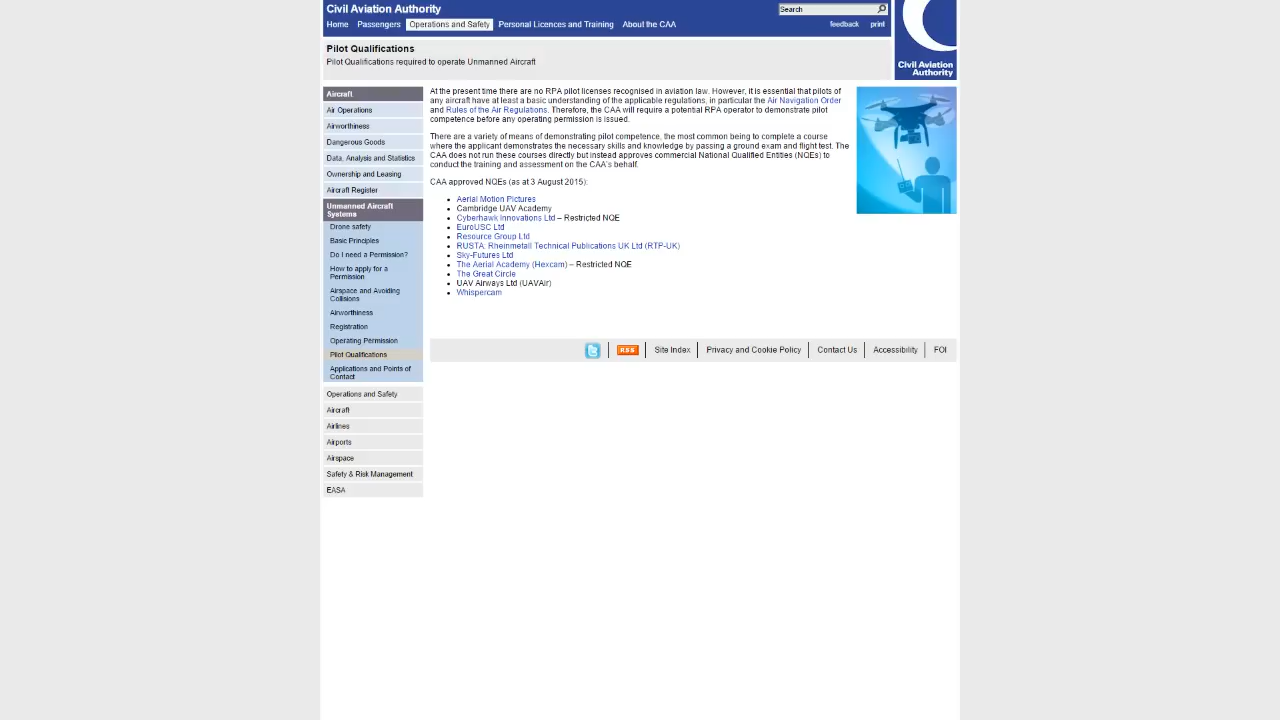 Civil Aviation Authority
Search
Home Passengers Operations and Safety Personal Licences and Training About the CAA
feedback print
Civil Aviation
Authority
Pilot Qualifications
Pilot Qualifications required to operate Unmanned Aircraft
Aircraft
Air Operations
Airworthiness
Dangerous Goods
Data, Analysis and Statistics
Ownership and Leasing
Aircraft Register
Unmanned Aircraft
Systems
Drone safety
Basic Principles
Do I need a Permission?
How to apply for a
Permission
Airspace and Avoiding
Collisions
Airworthiness
Registration
Operating Permission
Pilot Qualifications
Applications and Points of
Contact
Operations and Safety
Aircraft
Airlines
Airports
Airspace
Safety & Risk Management
EASA
At the present time there are no RPA pilot licenses recognised in aviation law. However, it is essential that pilots of
any aircraft have at least a basic understanding of the applicable regulations, in particular the Air Navigation Order
and Rules of the Air Regulations. Therefore, the CAA will require a potential RPA operator to demonstrate pilot
competence before any operating permission is issued.
There are a variety of means of demonstrating pilot competence, the most common being to complete a course
where the applicant demonstrates the necessary skills and knowledge by passing a ground exam and flight test. The
CAA does not run these courses directly but instead approves commercial National Qualified Entities (NQEs) to
conduct the training and assessment on the CAA's behalf.
CAA approved NQEs (as at 3 August 2015):
Aerial Motion Pictures
Cambridge UAV Academy
Cyberhawk Innovations Ltd – Restricted NQE
EuroUSC Ltd
Resource Group Ltd
RUSTA: Rheinmetall Technical Publications UK Ltd (RTP-UK)
Sky-Futures Ltd
The Aerial Academy (Hexcam) – Restricted NQE
The Great Circle
UAV Airways Ltd (UAVAir)
Whispercam
RSS Site Index Privacy and Cookie Policy Contact Us Accessibility FOI